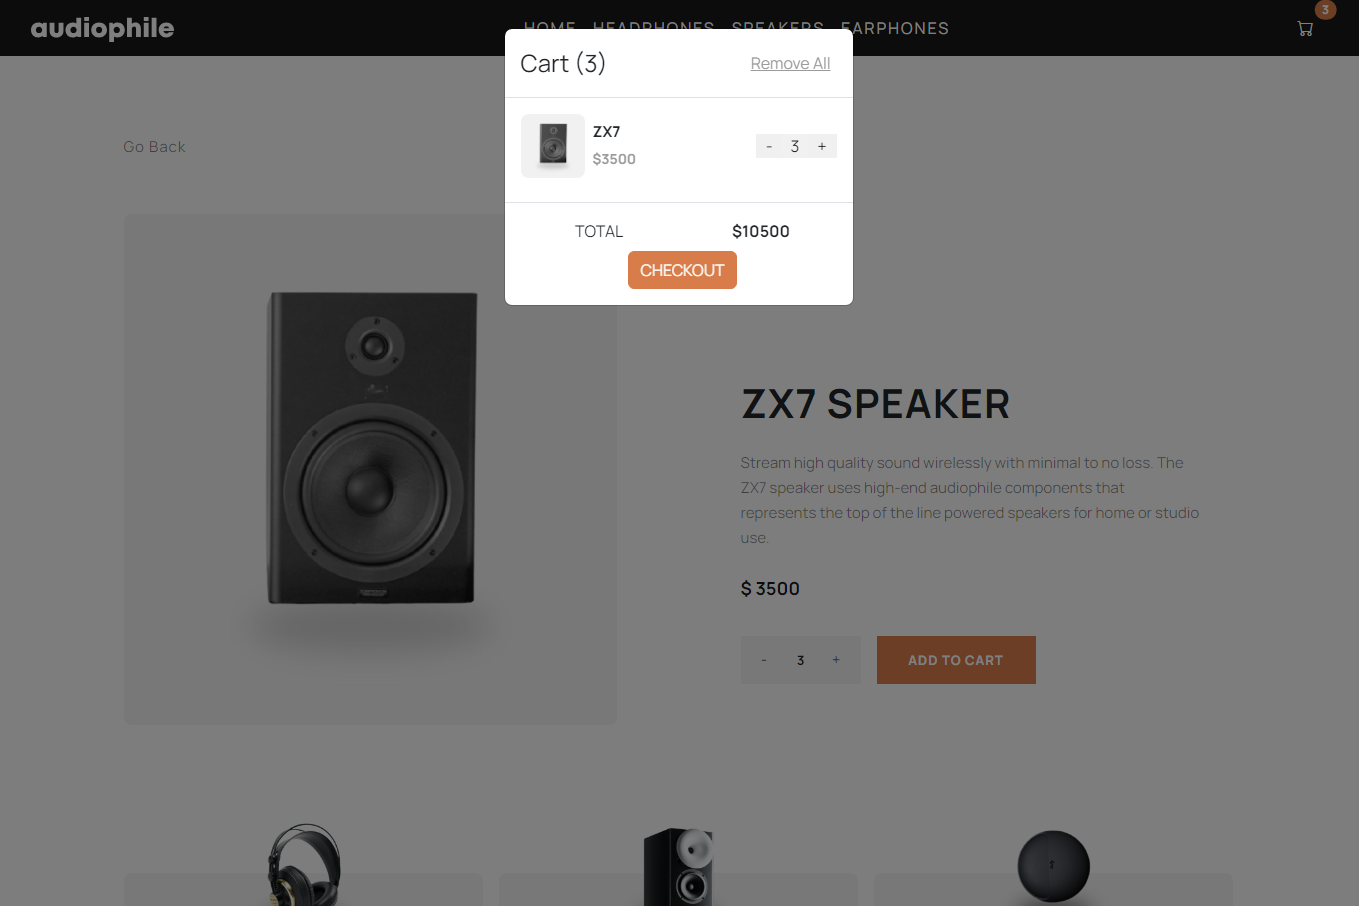 audiophile
HOME HEADPHONES SPEAKERS EARPHONES
3
Cart (3)
Remove All
ZX7
$3500
- 3 +
TOTAL $10500
CHECKOUT
Go Back
ZX7 SPEAKER
Stream high quality sound wirelessly with minimal to no loss. The
ZX7 speaker uses high-end audiophile components that
represents the top of the line powered speakers for home or studio
use.
$ 3500
- 3 +
ADD TO CART